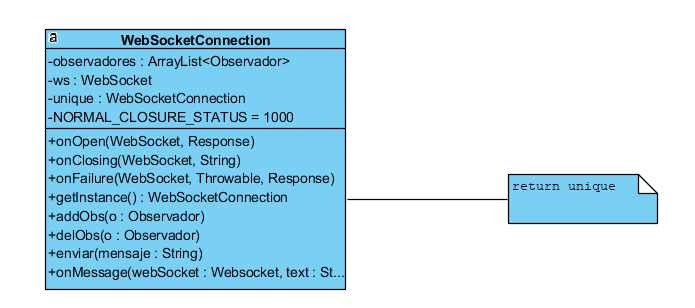 a
WebSocketConnection
-observadores : ArrayList<Observador>
-ws : WebSocket
-unique : WebSocketConnection
-NORMAL_CLOSURE_STATUS = 1000
+onOpen(WebSocket, Response)
+onClosing(WebSocket, String)
+onFailure(WebSocket, Throwable, Response)
+getInstance() : WebSocketConnection
+addObs(o : Observador)
+delObs(o : Observador)
+enviar(mensaje : String)
+onMessage(webSocket : Websocket, text : St...
return unique